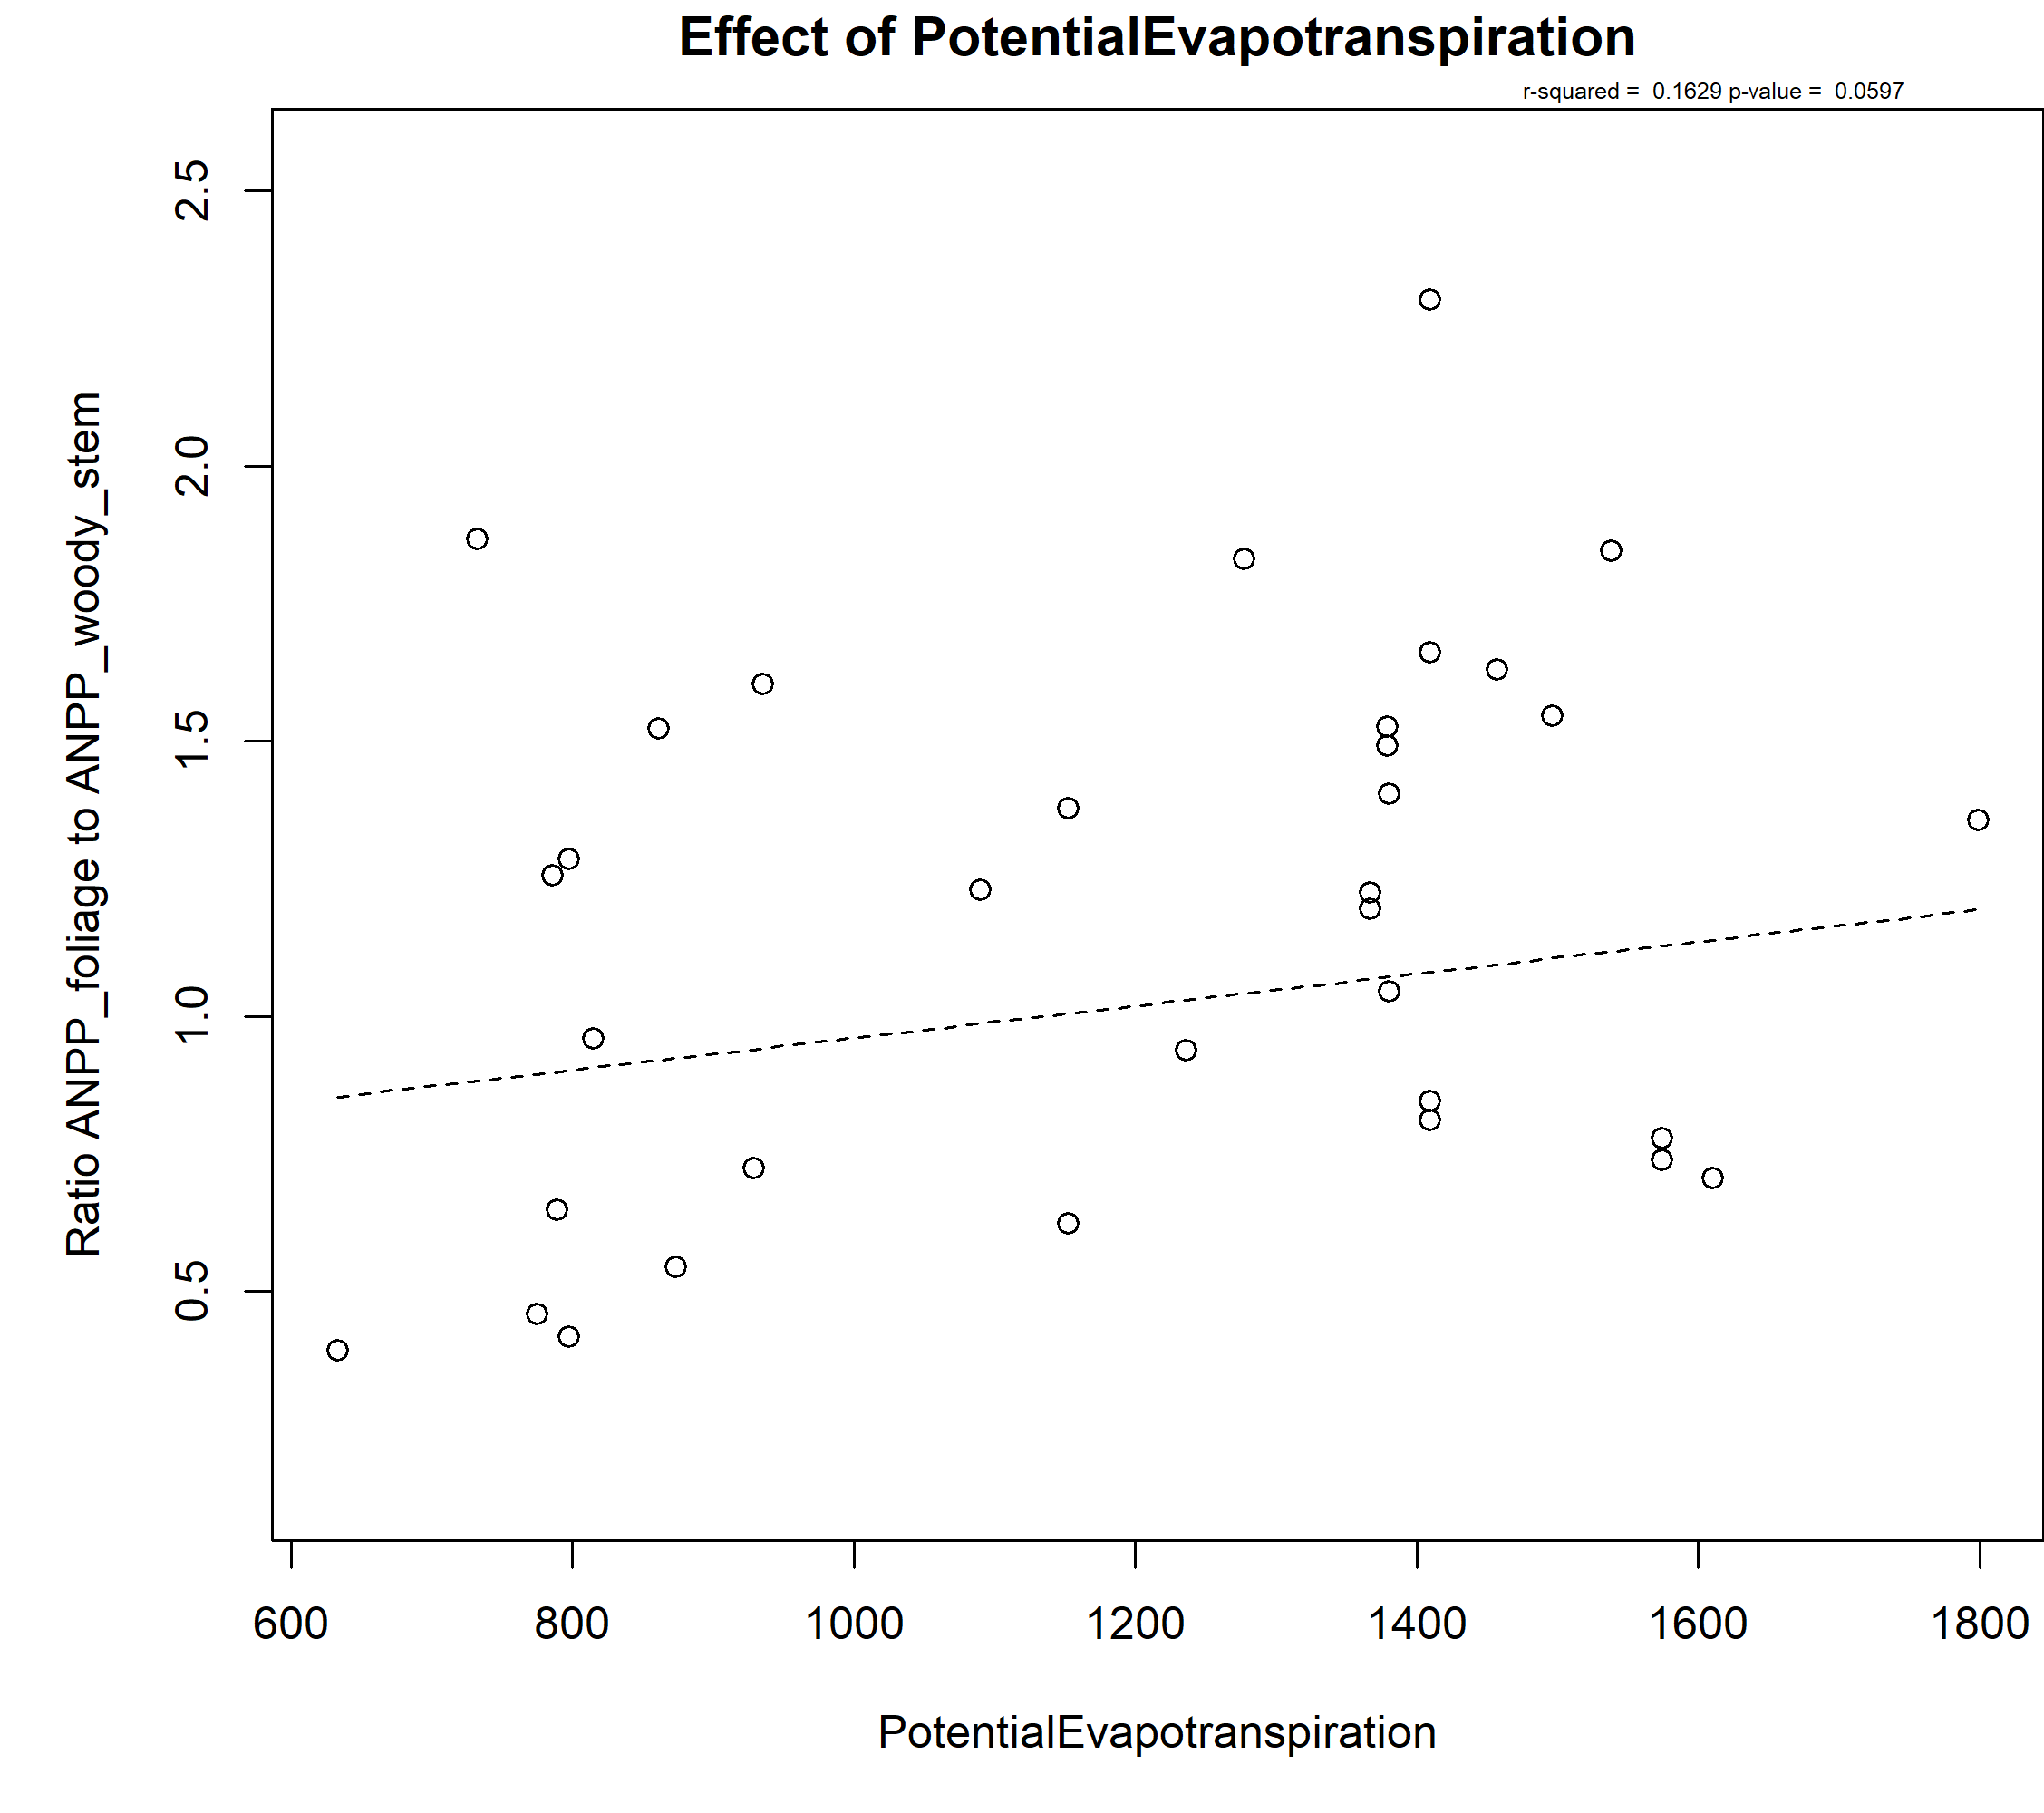 Effect of PotentialEvapotranspiration
r-squared = 0.1629 p-value = 0.0597
Ratio ANPP_foliage to ANPP_woody_stem
2.5
2.0
1.5
1.0
0.5
600 800 1000 1200 1400 1600 1800
PotentialEvapotranspiration